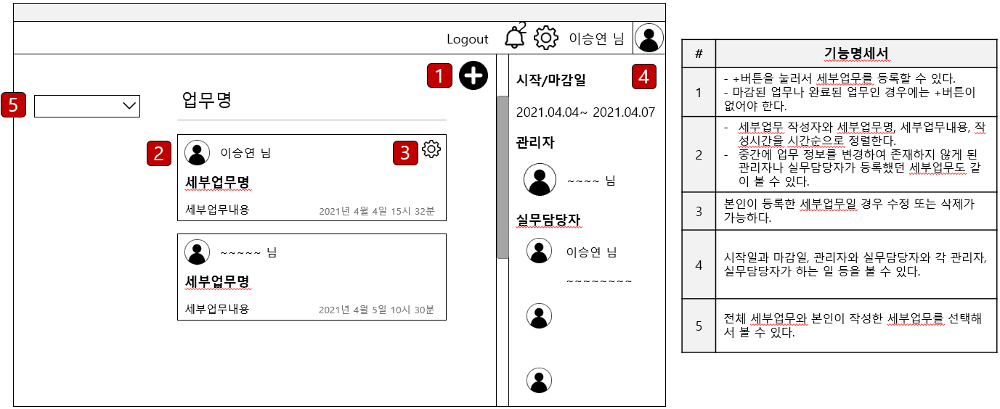 Logout
2
이승연 님
1
시작/마감일
4
5
업무명
2021.04.04~ 2021.04.07
관리자
2
이승연 님
3
~~~~ 님
세부업무명
세부업무내용
2021년 4월 4일 15시 32분
실무담당자
~~~~~ 님
이승연 님
세부업무명
~~~~~~~~
세부업무내용
2021년 4월 5일 10시 30분
#
기능명세서
1
- +버튼을 눌러서 세부업무를 등록할 수 있다.
- 마감된 업무나 완료된 업무인 경우에는 +버튼이
없어야 한다.
2
- 세부업무 작성자와 세부업무명, 세부업무내용, 작
성시간을 시간순으로 정렬한다.
- 중간에 업무 정보를 변경하여 존재하지 않게 된
관리자나 실무담당자가 등록했던 세부업무도 같
이 볼 수 있다.
3
본인이 등록한 세부업무일 경우 수정 또는 삭제가
가능하다.
4
시작일과 마감일, 관리자와 실무담당자와 각 관리자,
실무담당자가 하는 일 등을 볼 수 있다.
5
전체 세부업무와 본인이 작성한 세부업무를 선택해
서 볼 수 있다.